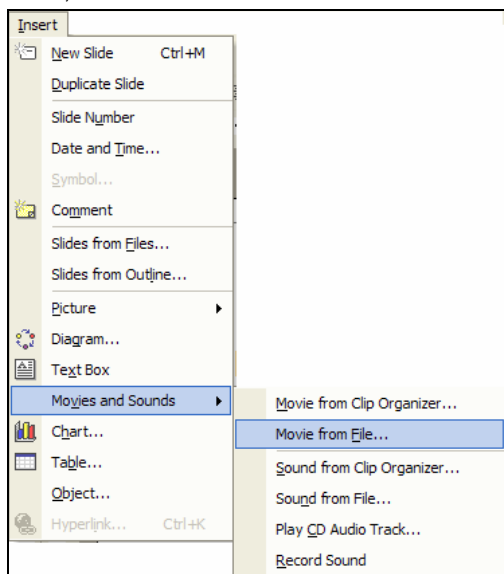 Insert
New Slide Ctrl+M
Duplicate Slide
Slide Number
Date and Time...
Symbol...
Comment
Slides from Files...
Slides from Outline...
Picture
Diagram...
Text Box
Movies and Sounds
Chart...
Table...
Object...
Hyperlink... Ctrl+K
Movie from Clip Organizer...
Movie from File...
Sound from Clip Organizer...
Sound from File...
Play CD Audio Track...
Record Sound